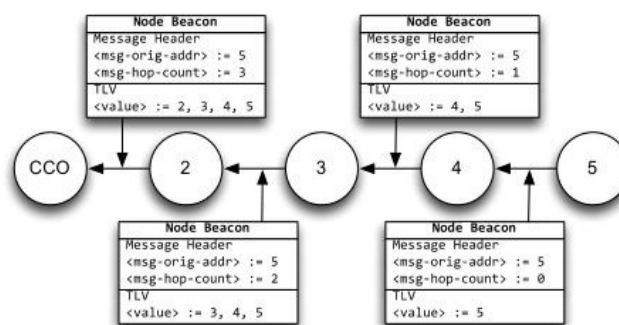 Node Beacon
Message Header
<msg-orig-addr> := 5
<msg-hop-count> := 3
TLV
<value> := 2, 3, 4, 5
Node Beacon
Message Header
<msg-orig-addr> := 5
<msg-hop-count> := 1
TLV
<value> := 4, 5
CCO
2
3
4
5
Node Beacon
Message Header
<msg-orig-addr> := 5
<msg-hop-count> := 2
TLV
<value> := 3, 4, 5
Node Beacon
Message Header
<msg-orig-addr> := 5
<msg-hop-count> := 0
TLV
<value> := 5